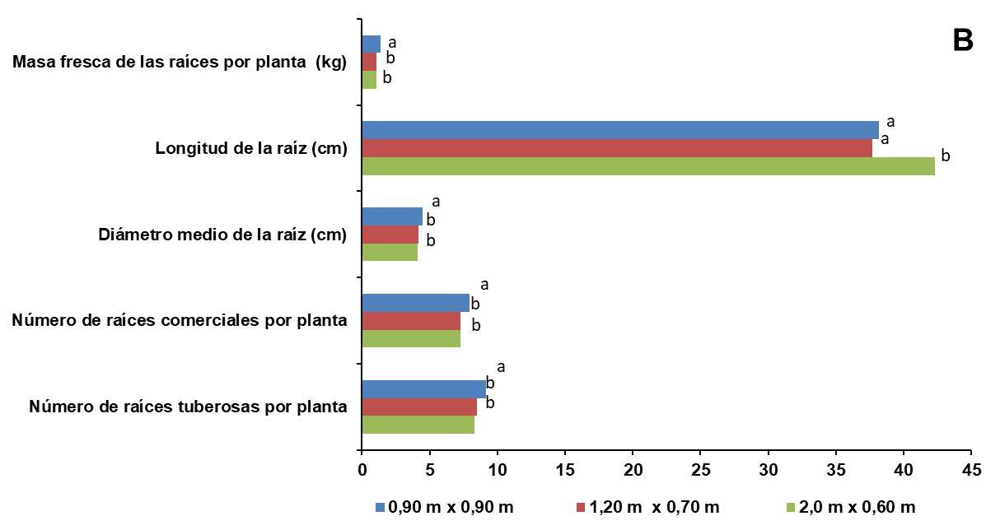 B
Masa fresca de las raíces por planta  (kg)
a
b
b
Longitud de la raíz (cm)
a
a
b
Diámetro medio de la raíz (cm)
a
b
b
Número de raíces comerciales por planta
a
b
b
Número de raíces tuberosas por planta
a
b
b
0 5 10 15 20 25 30 35 40 45
0,90 m x 0,90 m 1,20 m  x 0,70 m 2,0 m x 0,60 m